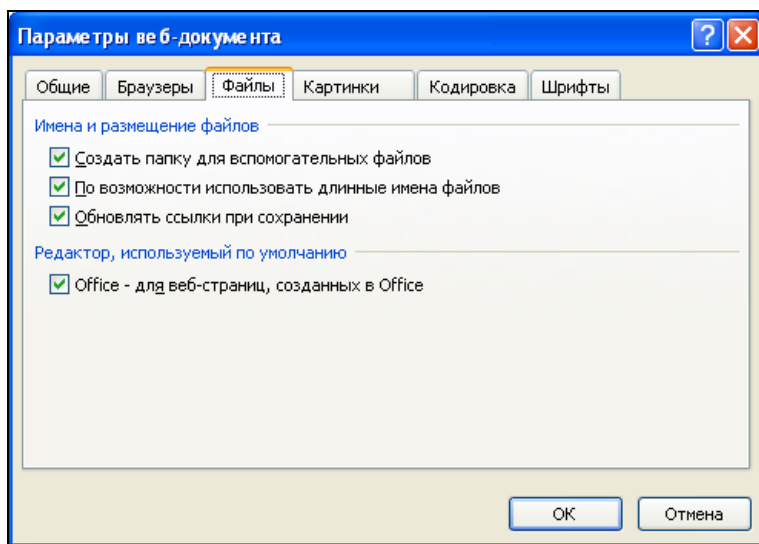 Параметры веб-документа
Общие Браузеры Файлы Картинки Кодировка Шрифты
Имена и размещение файлов
Создать папку для вспомогательных файлов
По возможности использовать длинные имена файлов
Обновлять ссылки при сохранении
Редактор, используемый по умолчанию
Office - для веб-страниц, созданных в Office
ОК Отмена